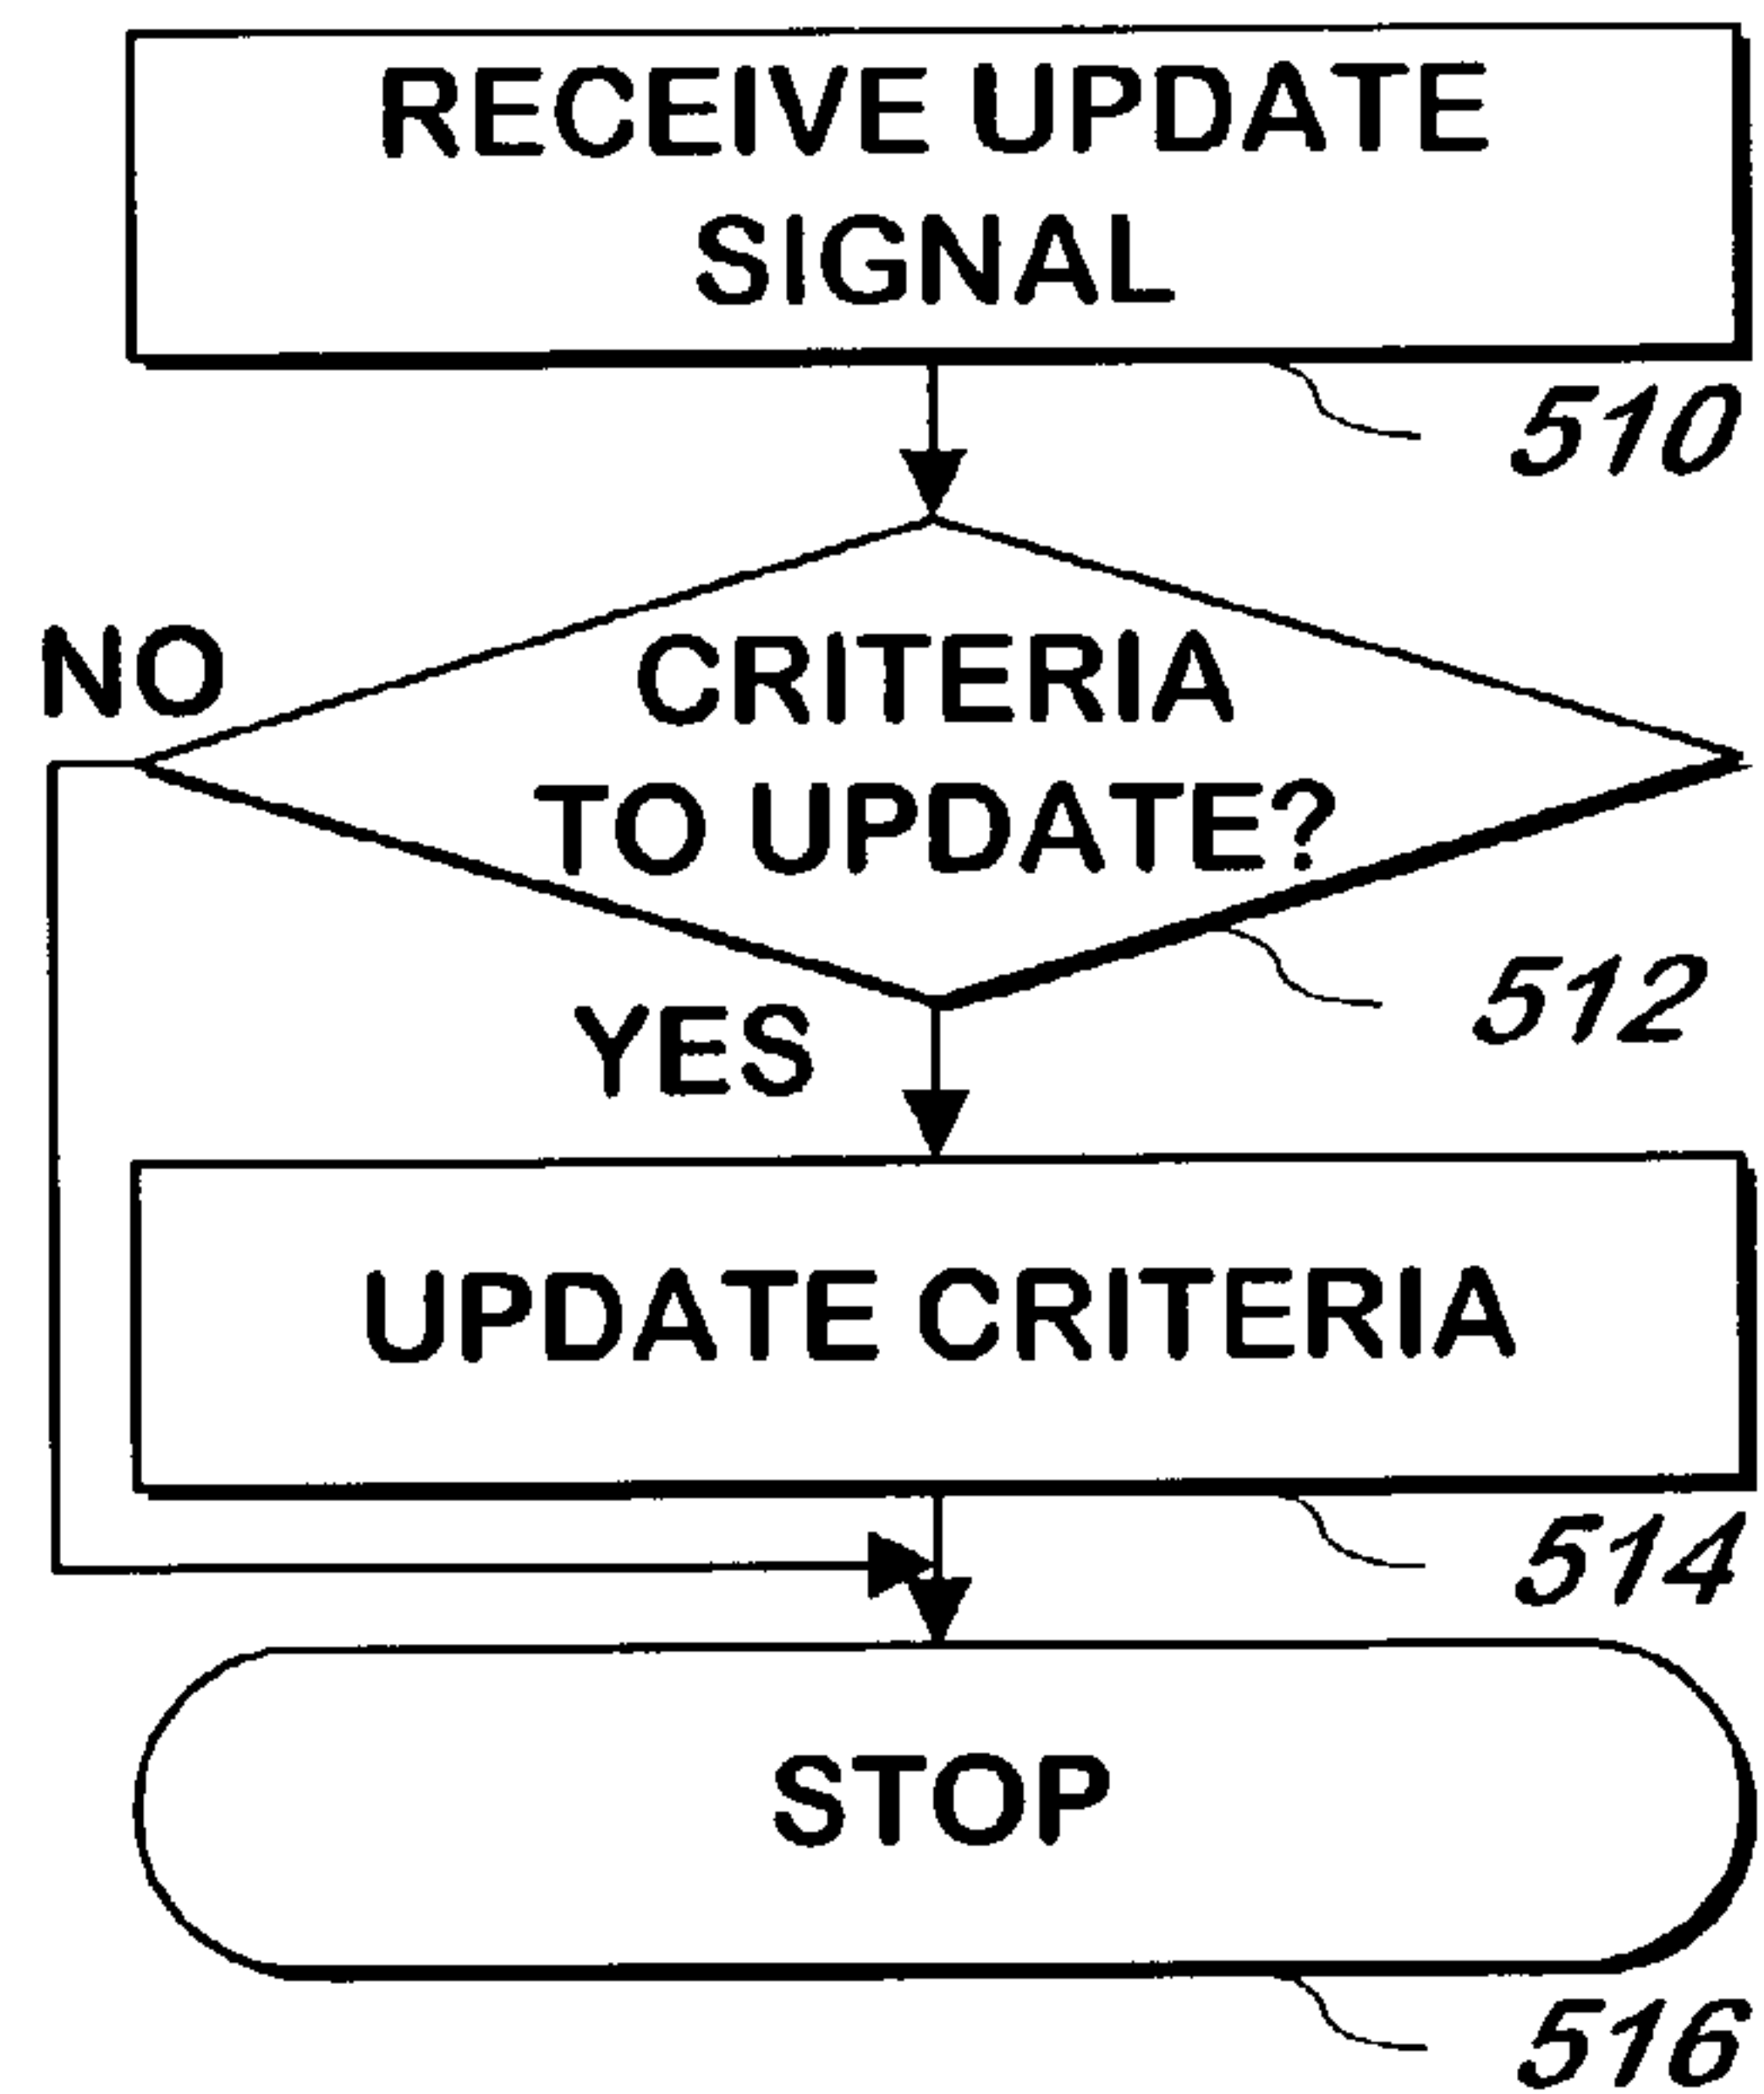 RECEIVE UPDATE
SIGNAL
510
NO
CRITERIA
TO UPDATE?
512
YES
UPDATE CRITERIA
514
STOP
516